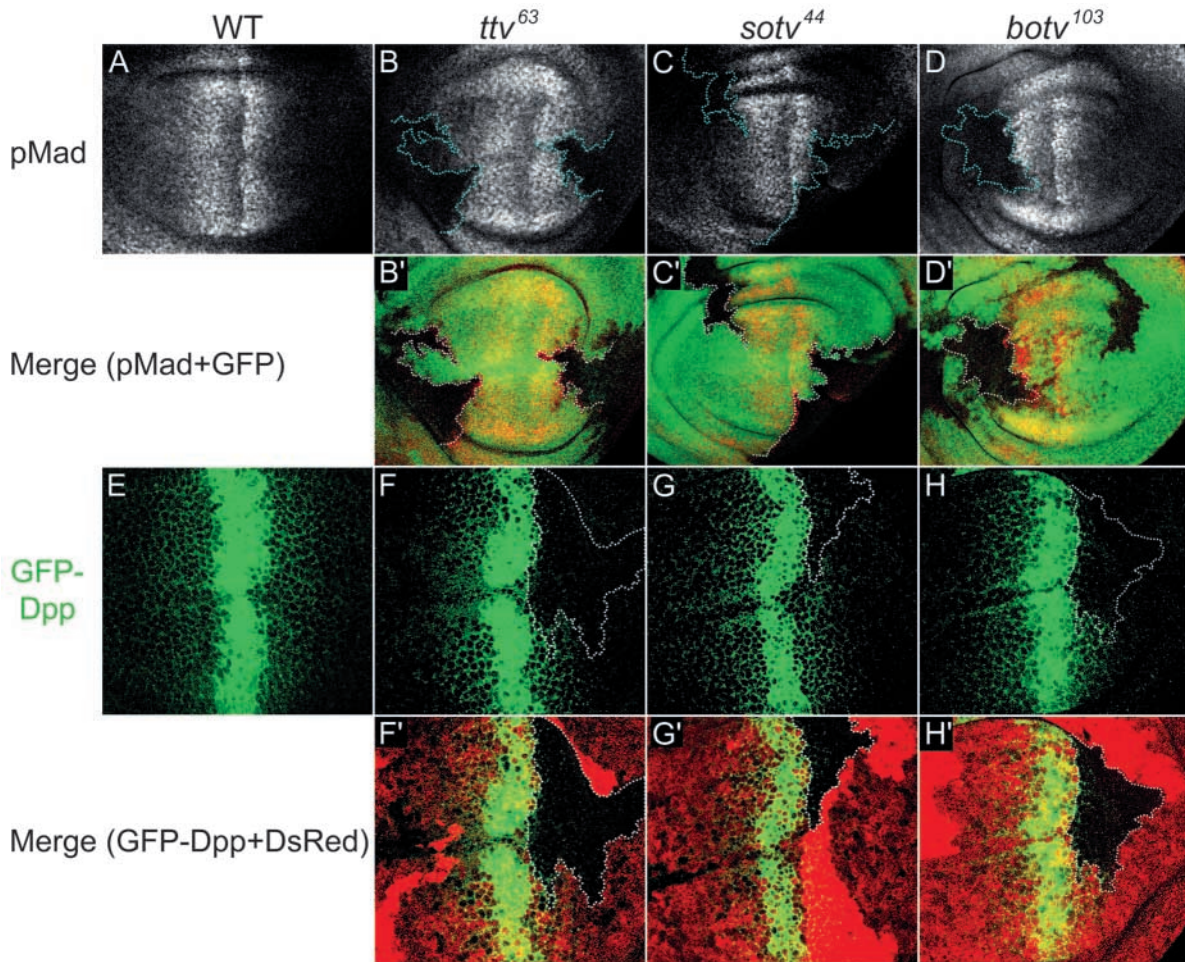 WT ttv63 sotv44 botv103
pMad
A B C D
Merge (pMad+GFP)
B' C' D'
GFP-
Dpp
E F G H
Merge (GFP-Dpp+DsRed)
F' G' H'